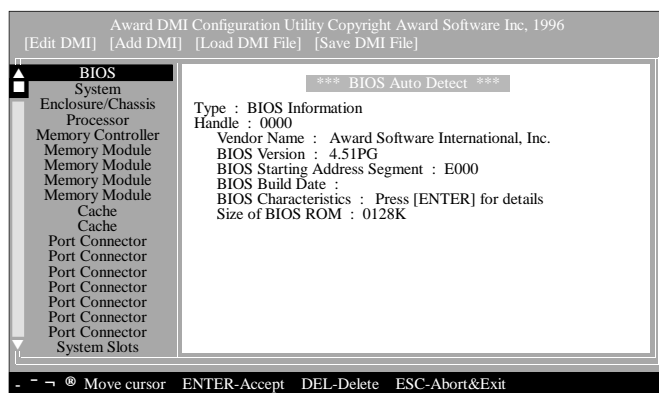 Award DMI Configuration Utility Copyright Award Software Inc, 1996
[Edit DMI] [Add DMI] [Load DMI File] [Save DMI File]
BIOS
System
Enclosure/Chassis
Processor
Memory Controller
Memory Module
Memory Module
Memory Module
Memory Module
Cache
Cache
Port Connector
Port Connector
Port Connector
Port Connector
Port Connector
Port Connector
Port Connector
System Slots
*** BIOS Auto Detect ***
Type : BIOS Information
Handle : 0000
Vendor Name : Award Software International, Inc.
BIOS Version : 4.51PG
BIOS Starting Address Segment : E000
BIOS Build Date :
BIOS Characteristics : Press [ENTER] for details
Size of BIOS ROM : 0128K
- ¯ ¬ ® Move cursor ENTER-Accept DEL-Delete ESC-Abort&Exit